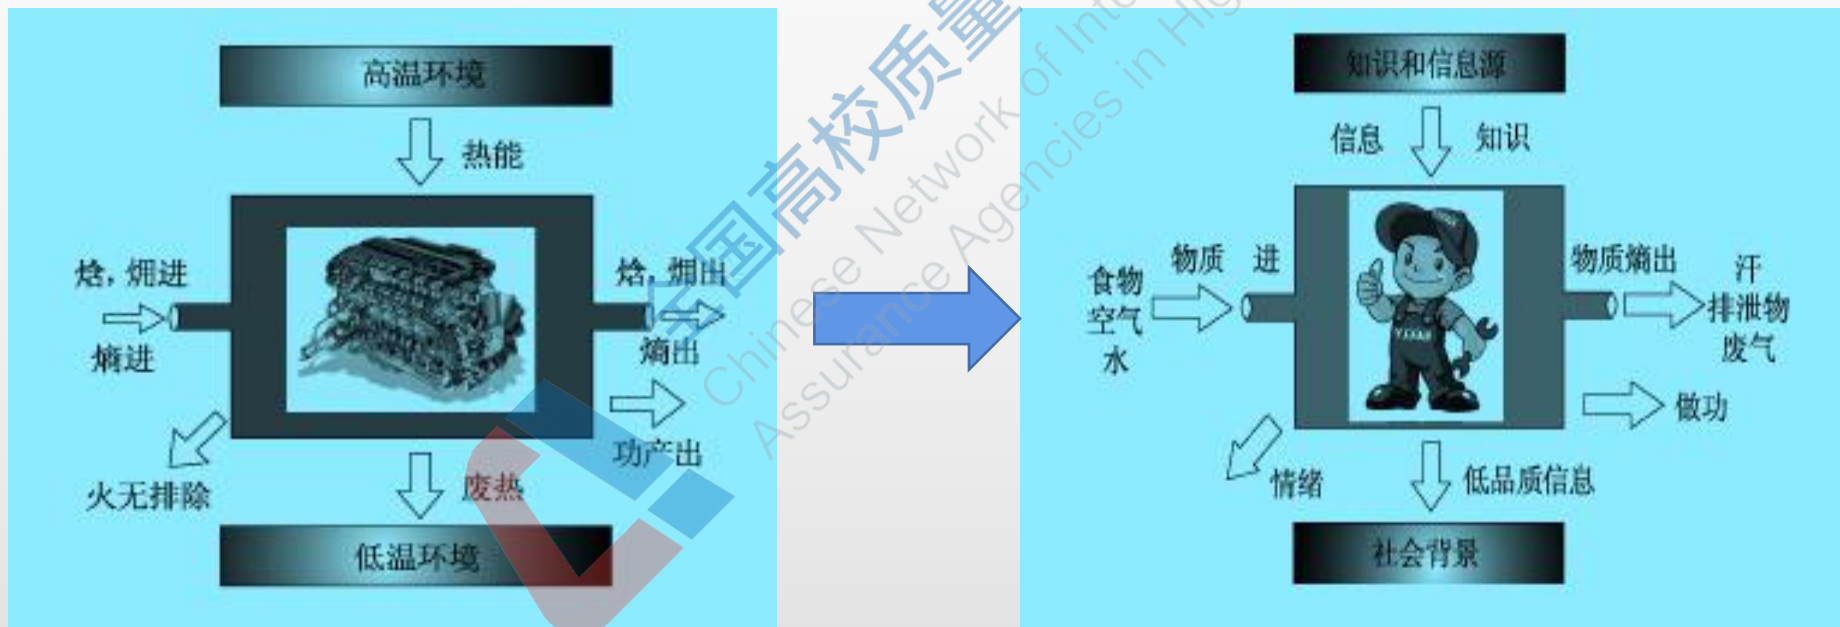 高温环境
热能
焓，㶲进
熵进
焓，㶲出
熵出
功产出
火无排除
废热
低温环境
全国高校质量
Chinese Network of Inte
Assurance Agencies in Hig
知识和信息源
信息
知识
物质 进
食物
空气
水
物质熵出
汗
排泄物
废气
做功
情绪
低品质信息
社会背景